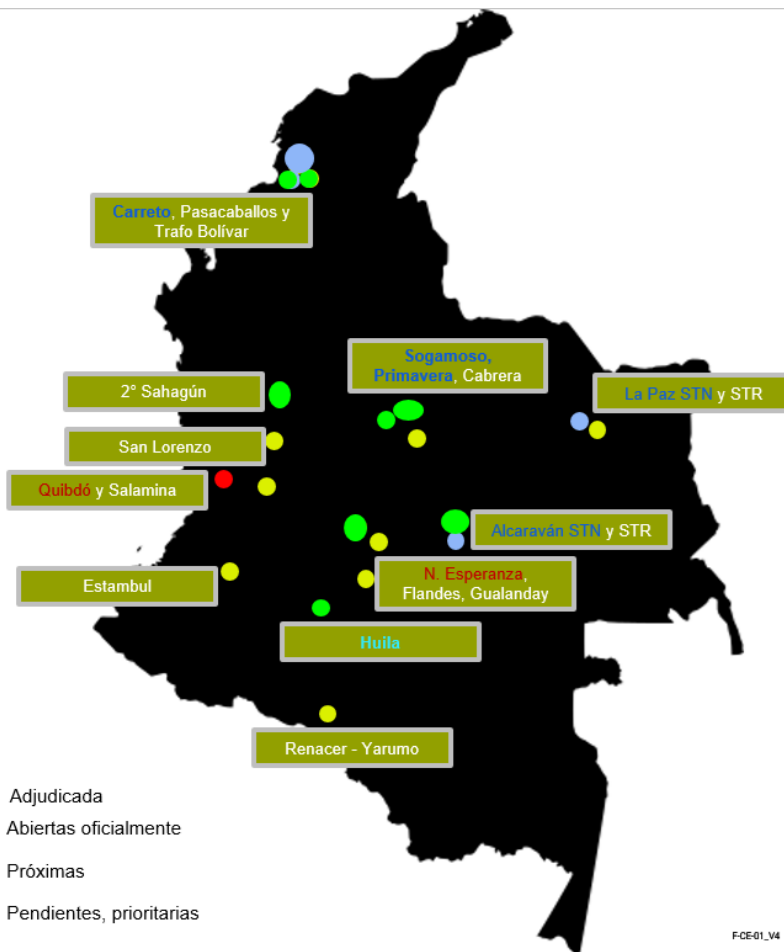 Carreto, Pasacaballos y
Trafo Bolívar
Sogamoso,
Primavera, Cabrera
2° Sahagún
La Paz STN y STR
San Lorenzo
Quibdó y Salamina
Alcaraván STN y STR
Estambul
N. Esperanza,
Flandes, Gualanday
Huila
Renacer - Yarumo
Adjudicada
Abiertas oficialmente
Próximas
Pendientes, prioritarias
F-CE-01_V4